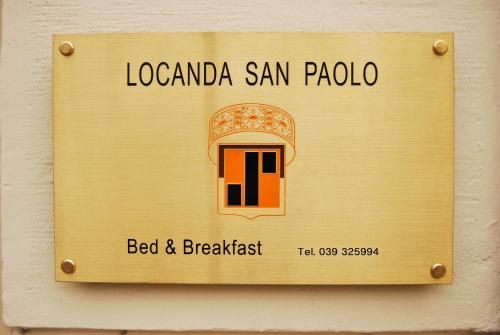 LOCANDA SAN PAOLO
Bed & Breakfast Tel. 039 325994